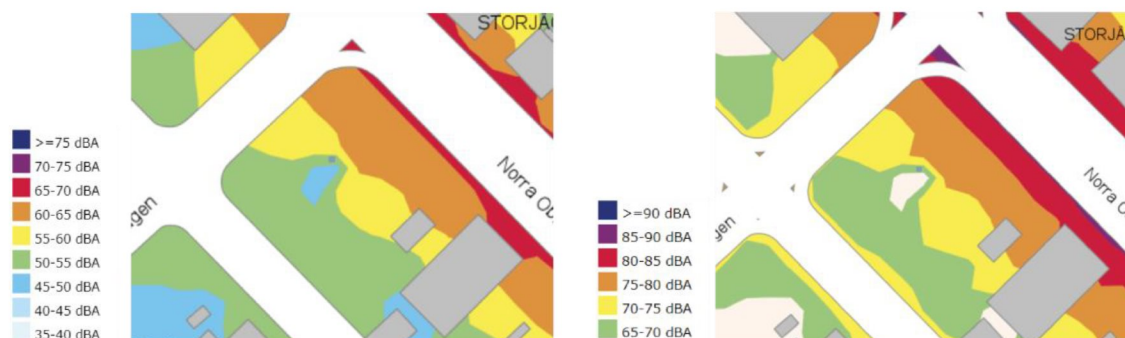 STORJÄG
Norra Ob
gen
>=75 dBA
70-75 dBA
65-70 dBA
60-65 dBA
55-60 dBA
50-55 dBA
45-50 dBA
40-45 dBA
35-40 dBA
STORJÄ
Norra O
gen
>=90 dBA
85-90 dBA
80-85 dBA
75-80 dBA
70-75 dBA
65-70 dBA